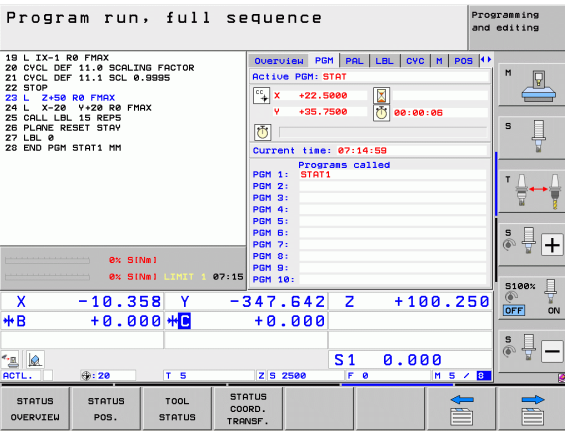 Program run, full sequence
Programming and editing
19 L IX-1 R0 FMAX
20 CYCL DEF 11.0 SCALING FACTOR
21 CYCL DEF 11.1 SCL 0.9995
22 STOP
23 L Z+50 R0 FMAX
24 L X-20 Y+20 R0 FMAX
25 CALL LBL 15 REP5
26 PLANE RESET STAY
27 LBL 0
28 END PGM STAT1 MM
0% S[Nm]
0% S[Nm] LIMIT 1 07:15
Overview PGM PAL LBL CYC M POS
Active PGM: STAT
CC X +22.5000
Y +35.7500 00:00:06
Current time: 07:14:59
Programs called
PGM 1: STAT1
PGM 2:
PGM 3:
PGM 4:
PGM 5:
PGM 6:
PGM 7:
PGM 8:
PGM 9:
PGM 10:
X -10.358 Y -347.642 Z +100.250
B +0.000 C +0.000
S1 0.000
ACTL. : 20 T 5 Z S 2500 F 0 M 5 / 8
M
S
T
S
S100%
OFF ON
S
STATUS OVERVIEW
STATUS POS.
TOOL STATUS
STATUS COORD. TRANSF.